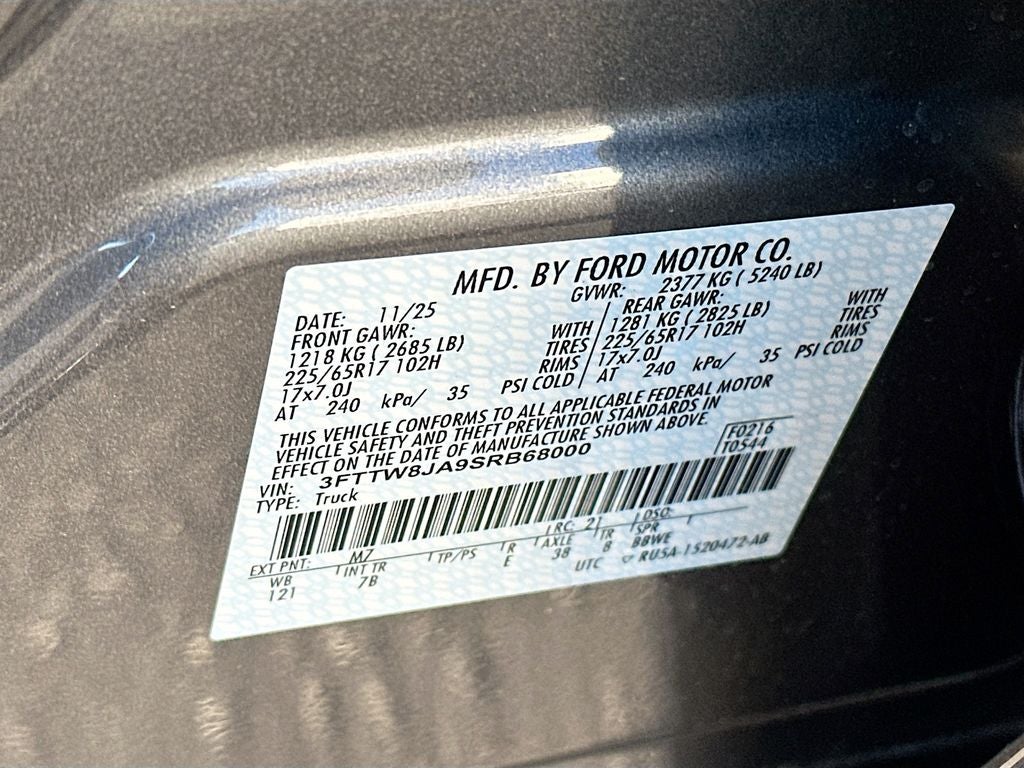 MFD. BY FORD MOTOR CO.
DATE: 11/25 GVWR: 2377 KG ( 5240 LB)
FRONT GAWR: WITH REAR GAWR: WITH
1218 KG ( 2685 LB) TIRES 1281 KG ( 2825 LB) TIRES
225/65R17 102H RIMS 225/65R17 102H RIMS
17x7.0J PSI COLD 17x7.0J PSI COLD
AT 240 kPa/ 35 AT 240 kPa/ 35
THIS VEHICLE CONFORMS TO ALL APPLICABLE FEDERAL MOTOR
VEHICLE SAFETY AND THEFT PREVENTION STANDARDS IN
EFFECT ON THE DATE OF MANUFACTURE SHOWN ABOVE.
VIN: 3FTTW8JA9SRB68000 F0216
TYPE: Truck T0544
EXT PNT: M7 RC: 21 DSO:
WB INT TR TP/PS R AXLE TR SPR
121 7B E 38 8 BBWE
UTC ▽ RU5A-1520472-AB